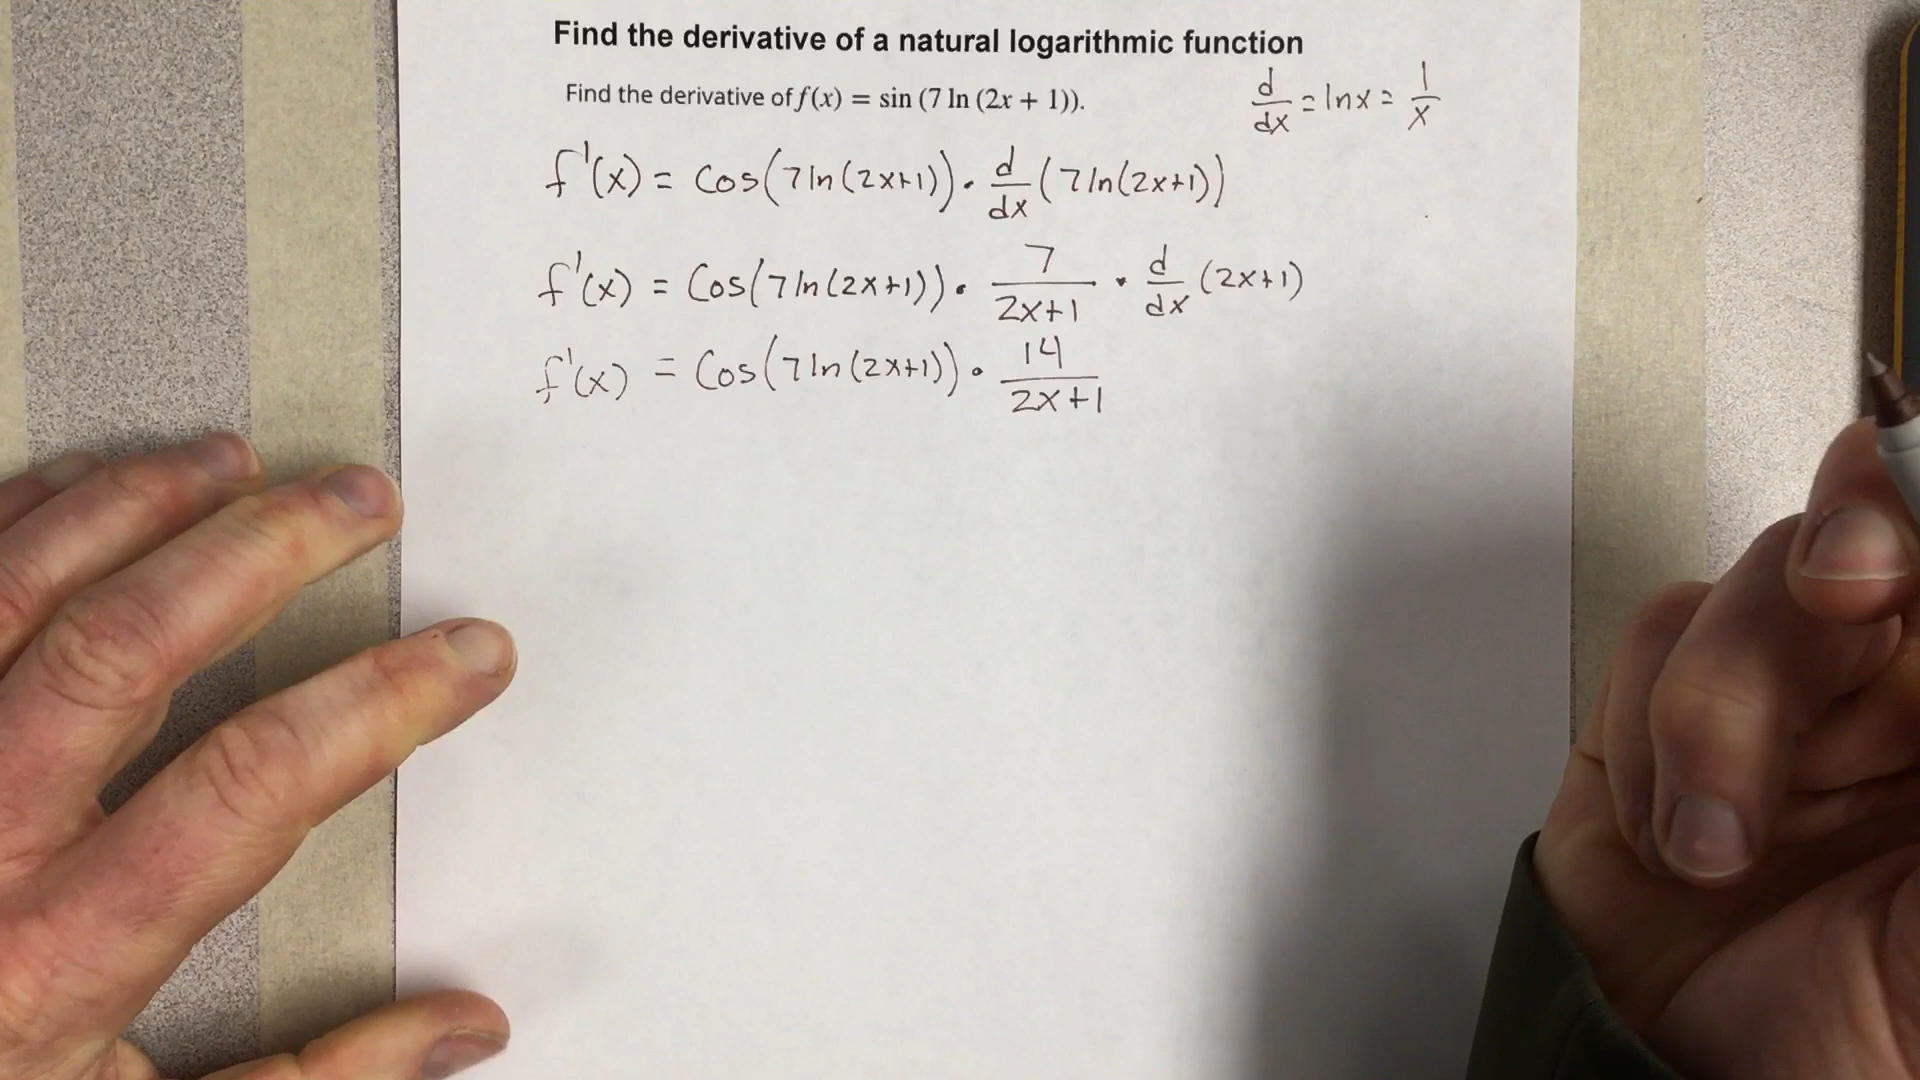 Find the derivative of a natural logarithmic function
Find the derivative of f(x) = sin (7 ln (2x + 1)).
d/dx = lnx = 1/x
f'(x) = Cos(7ln(2x+1)) · d/dx (7ln(2x+1))
f'(x) = Cos(7ln(2x+1)) · 7/2x+1 · d/dx (2x+1)
f'(x) = Cos(7ln(2x+1)) · 14/2x+1